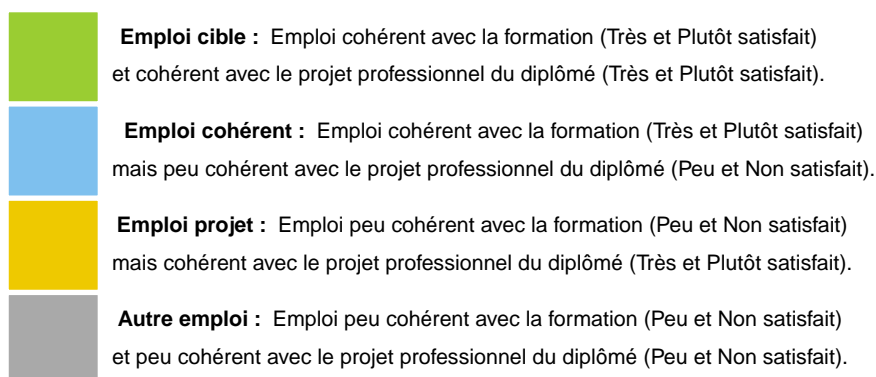 Emploi cible : Emploi cohérent avec la formation (Très et Plutôt satisfait)
et cohérent avec le projet professionnel du diplômé (Très et Plutôt satisfait).
Emploi cohérent : Emploi cohérent avec la formation (Très et Plutôt satisfait)
mais peu cohérent avec le projet professionnel du diplômé (Peu et Non satisfait).
Emploi projet : Emploi peu cohérent avec la formation (Peu et Non satisfait)
mais cohérent avec le projet professionnel du diplômé (Très et Plutôt satisfait).
Autre emploi : Emploi peu cohérent avec la formation (Peu et Non satisfait)
et peu cohérent avec le projet professionnel du diplômé (Peu et Non satisfait).